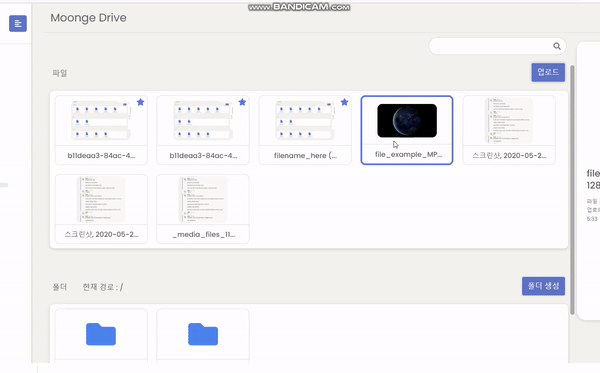 www.BANDICAM.com
Moonge Drive
파일
업로드
b11deaa3-84ac-4...
b11deaa3-84ac-4...
filename_here (...
file_example_MP...
스크린샷, 2020-05-2...
스크린샷, 2020-05-2...
_media_files_11...
file
128
파일
업로드
5:33
폴더
현재 경로 : /
폴더 생성